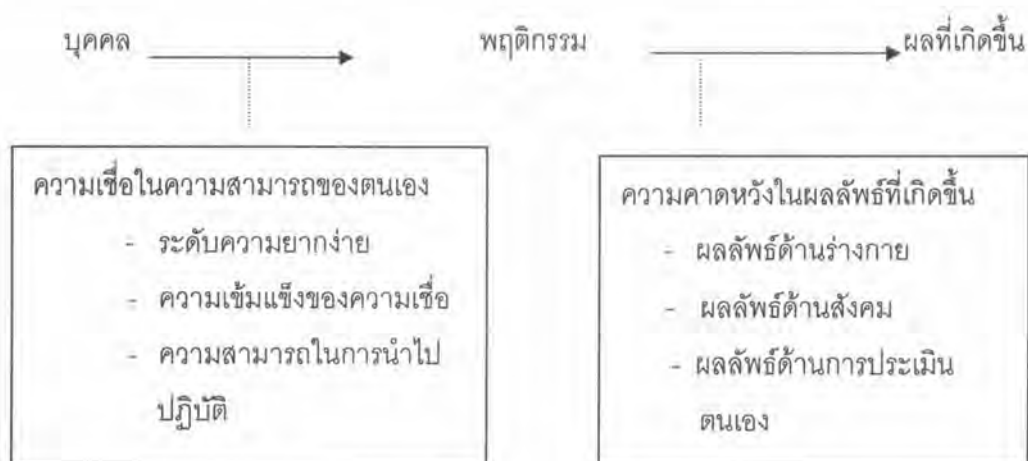 บุคคล พฤติกรรม ผลที่เกิดขึ้น
ความเชื่อในความสามารถของตนเอง
- ระดับความยากง่าย
- ความเข้มแข็งของความเชื่อ
- ความสามารถในการนำไป
ปฏิบัติ
ความคาดหวังในผลลัพธ์ที่เกิดขึ้น
- ผลลัพธ์ด้านร่างกาย
- ผลลัพธ์ด้านสังคม
- ผลลัพธ์ด้านการประเมิน
ตนเอง